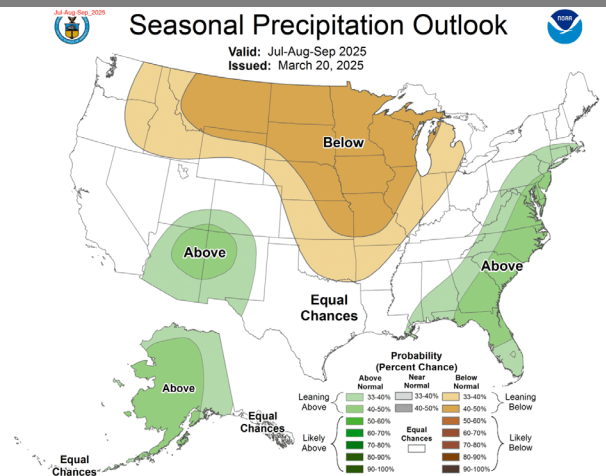 Jul-Aug-Sep_2025
Seasonal Precipitation Outlook
NOAA
Valid: Jul-Aug-Sep 2025
Issued: March 20, 2025
Below
Above
Above
Equal
Chances
Above
Equal
Chances
Equal
Chances
Probability
(Percent Chance)
Above
Normal
Near
Normal
Below
Normal
Leaning
Above
33-40%
40-50%
33-40%
40-50%
33-40%
40-50%
Leaning
Below
Likely
Above
50-60%
60-70%
70-80%
80-90%
90-100%
Equal
Chances
50-60%
60-70%
70-80%
80-90%
90-100%
Likely
Below